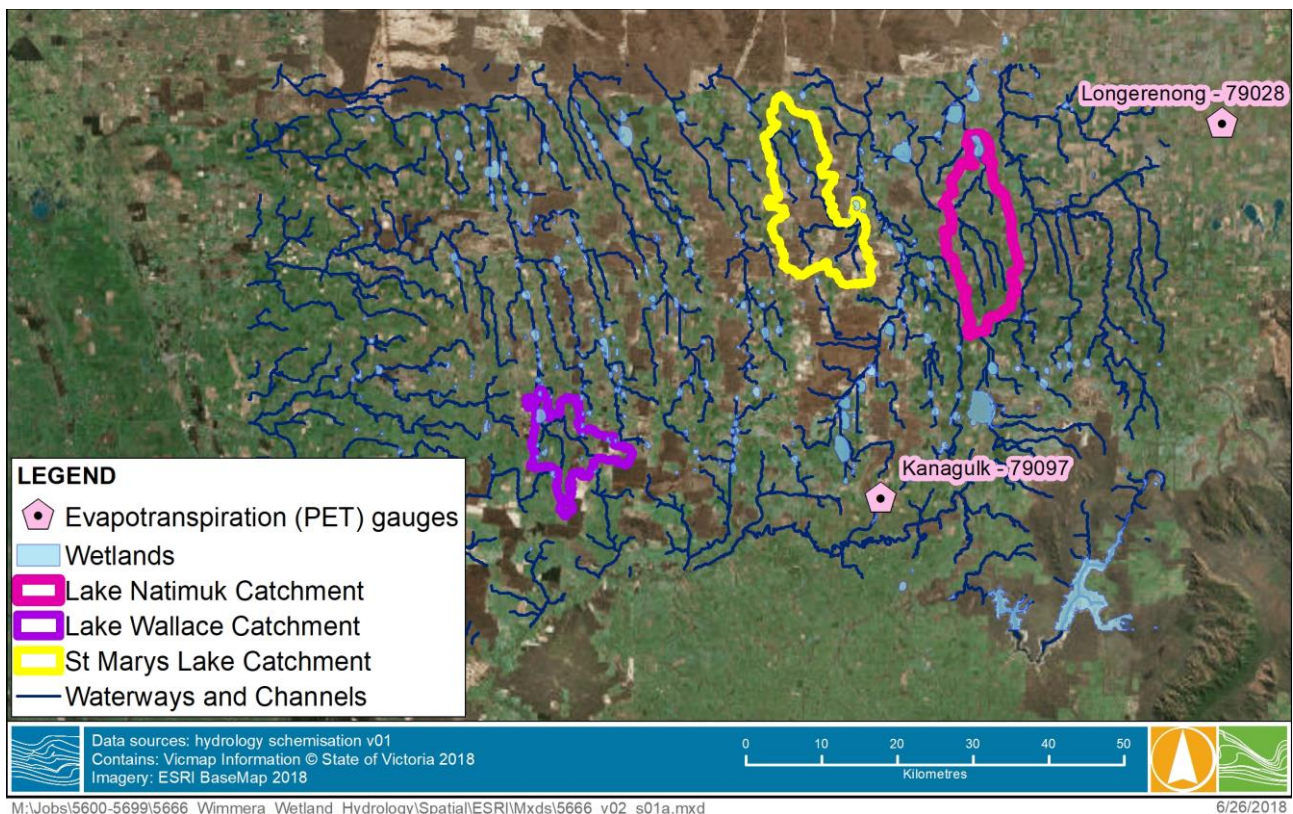 Longerenong - 79028
Kanagulk - 79097
LEGEND
Evapotranspiration (PET) gauges
Wetlands
Lake Natimuk Catchment
Lake Wallace Catchment
St Marys Lake Catchment
Waterways and Channels
Data sources: hydrology schemisation v01
Contains: Vicmap Information © State of Victoria 2018
Imagery: ESRI BaseMap 2018
0 10 20 30 40 50
Kilometres
M:\Jobs\5600-5699\5666_Wimmera_Wetland_Hydrology\Spatial\ESRI\Mxds\5666_v02_s01a.mxd
6/26/2018